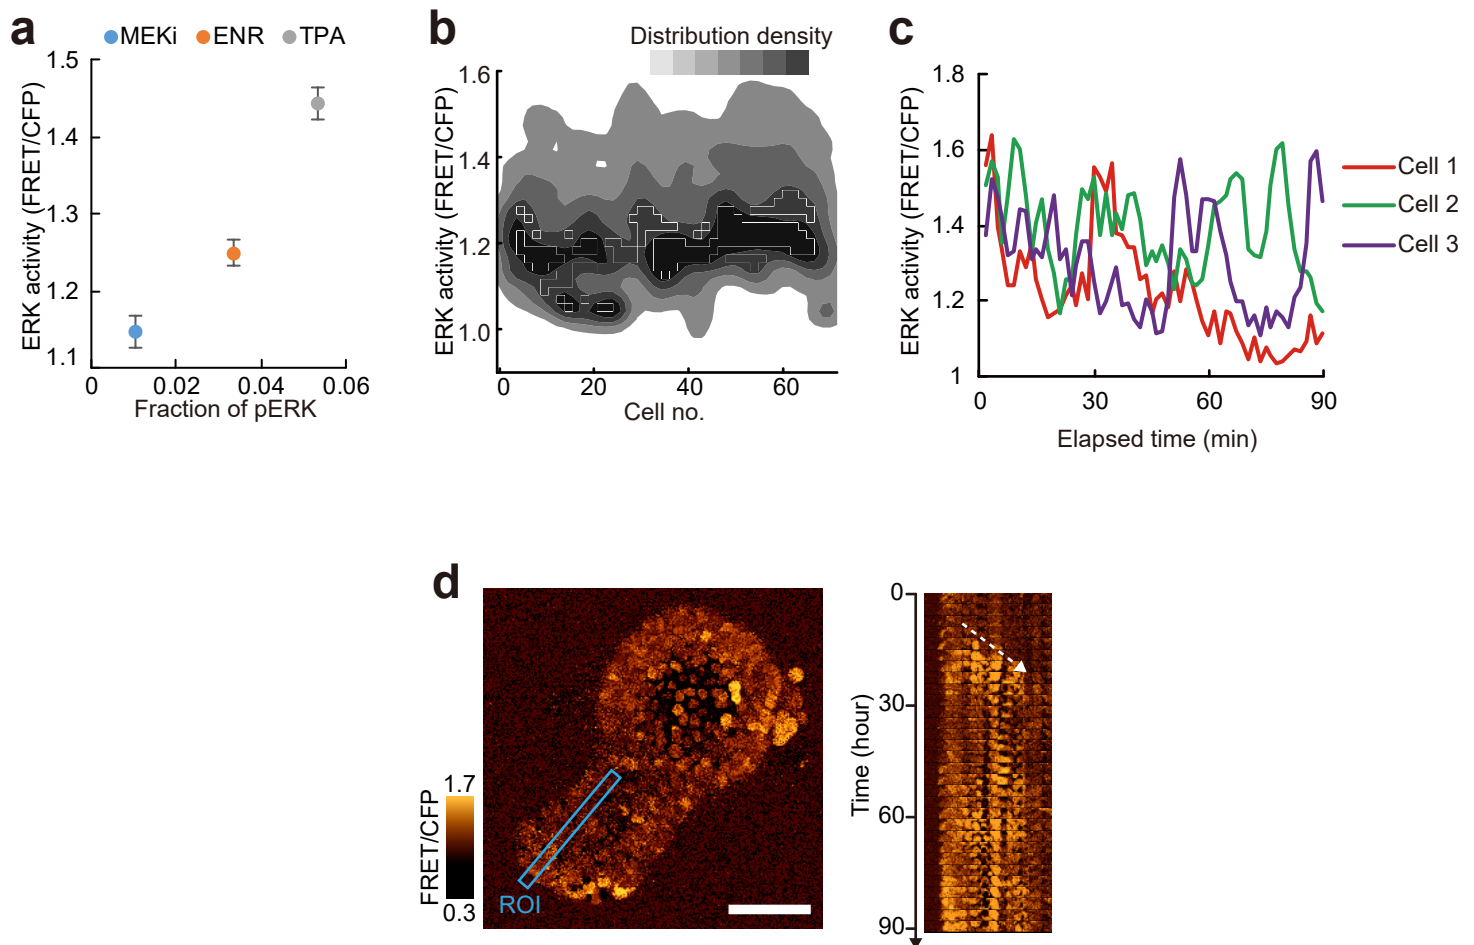 a
MEKi ENR TPA
ERK activity (FRET/CFP)
1.5
1.4
1.3
1.2
1.1
0 0.02 0.04 0.06
Fraction of pERK
b
Distribution density
ERK activity (FRET/CFP)
1.6
1.4
1.2
1.0
0 20 40 60
Cell no.
c
ERK activity (FRET/CFP)
1.8
1.6
1.4
1.2
1
0 30 60 90
Elapsed time (min)
Cell 1
Cell 2
Cell 3
d
FRET/CFP
1.7
0.3
ROI
Time (hour)
0
30
60
90